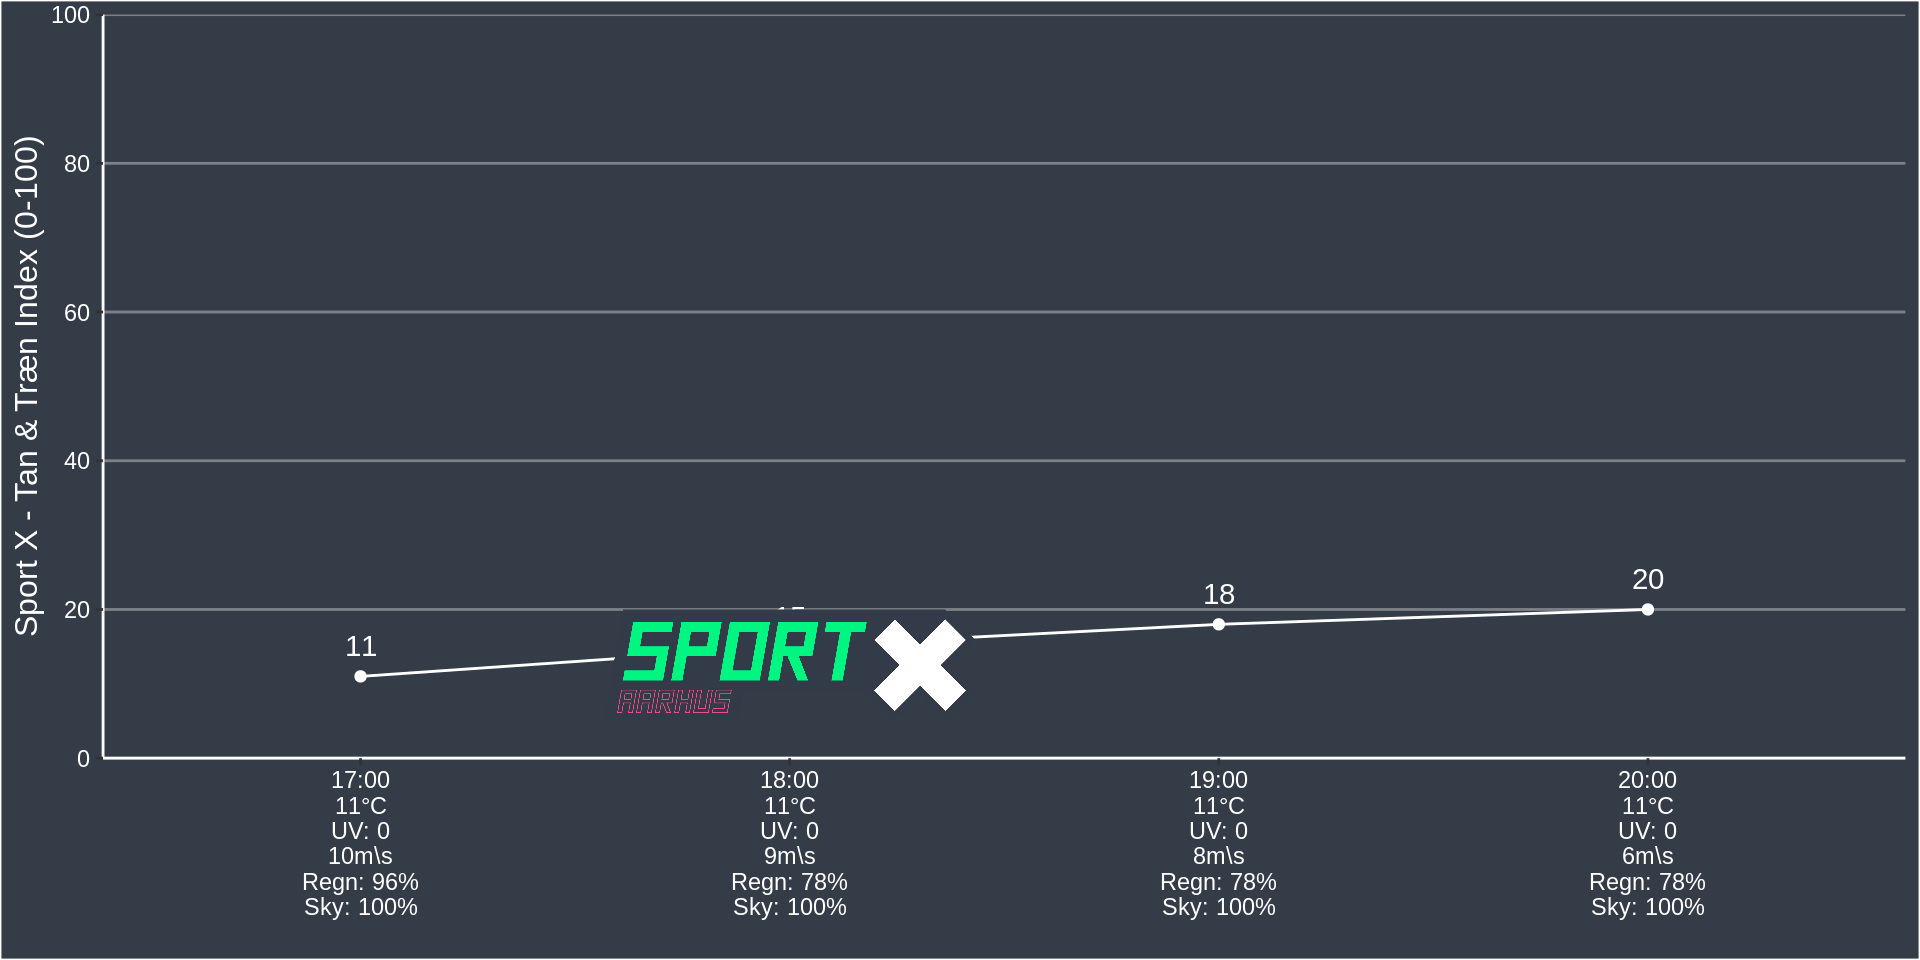 Sport X - Tan & Træn Index (0-100)
100
80
60
40
20
0
11
18
20
SPORT X
AARHUS
17:00
11°C
UV: 0
10m\s
Regn: 96%
Sky: 100%
18:00
11°C
UV: 0
9m\s
Regn: 78%
Sky: 100%
19:00
11°C
UV: 0
8m\s
Regn: 78%
Sky: 100%
20:00
11°C
UV: 0
6m\s
Regn: 78%
Sky: 100%